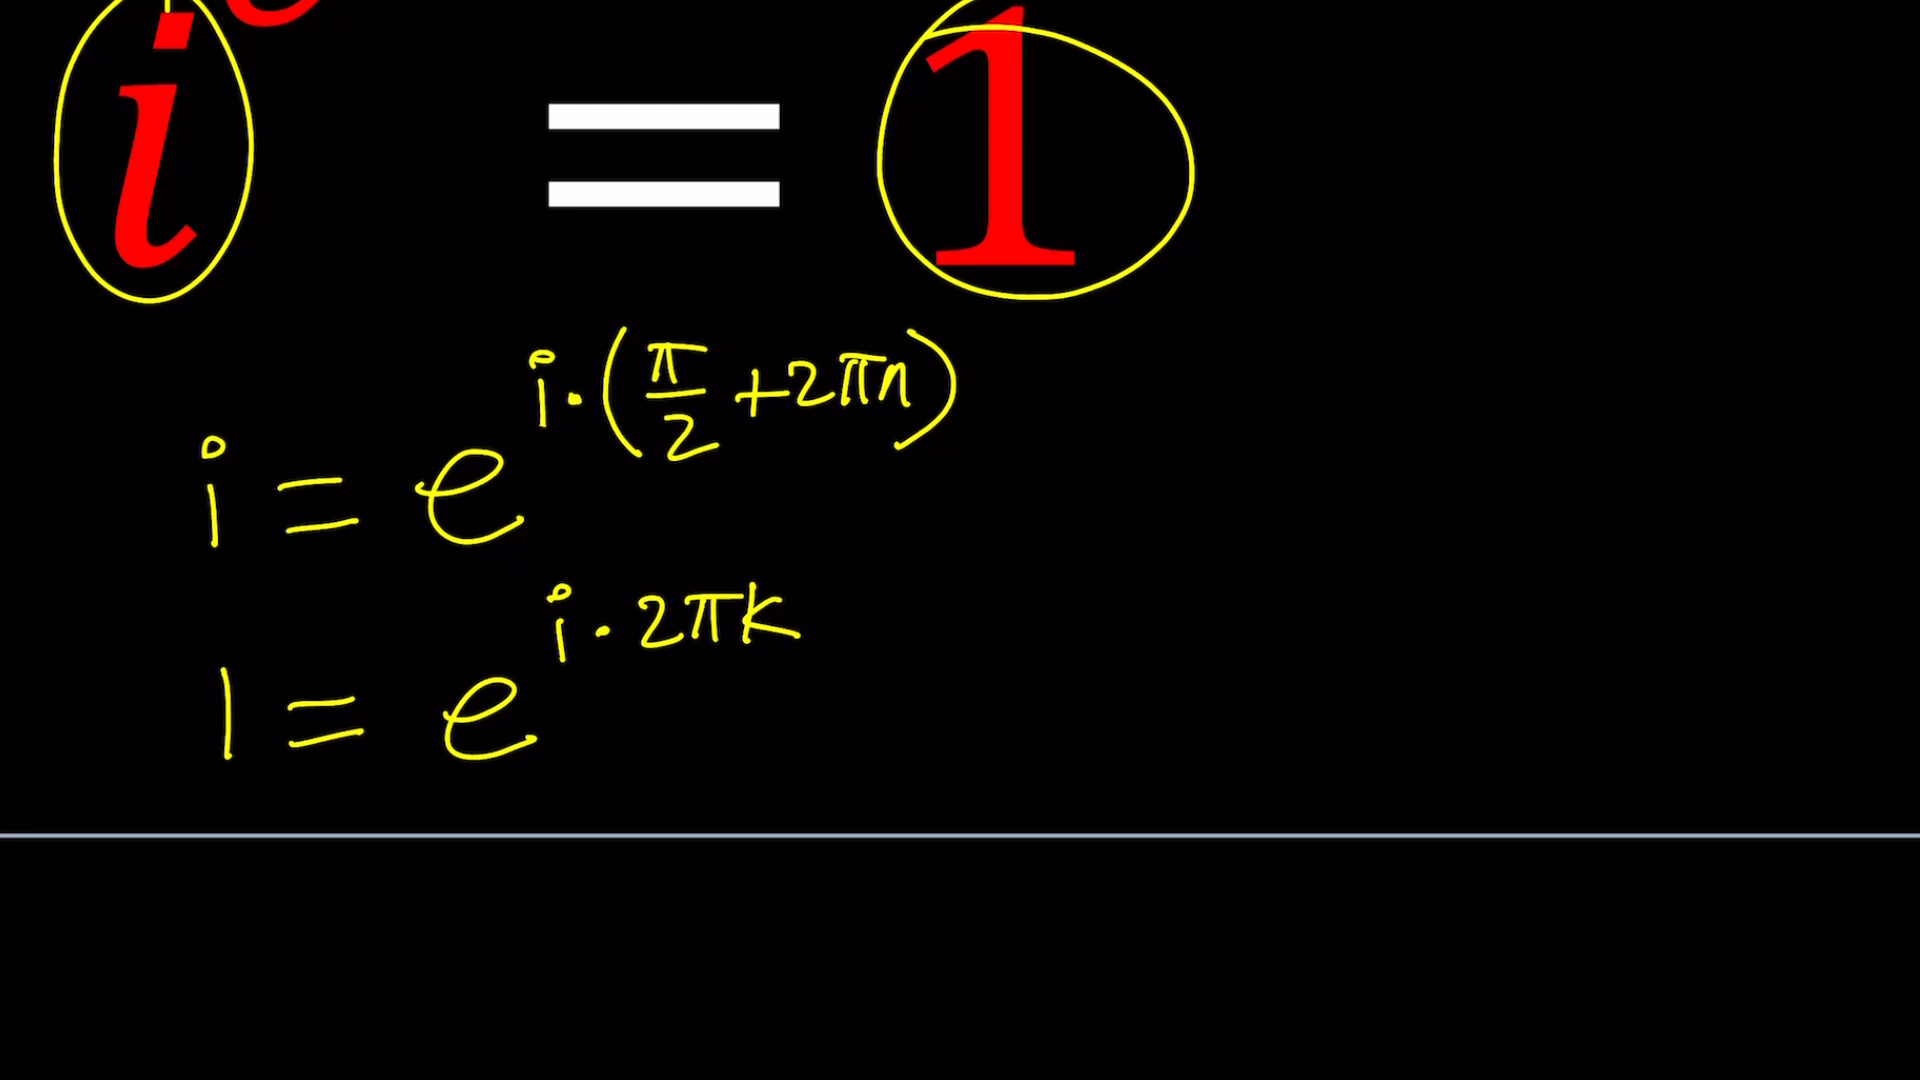 i = 1
i = e^{i·(π/2 + 2πn)}
1 = e^{i·2πk}